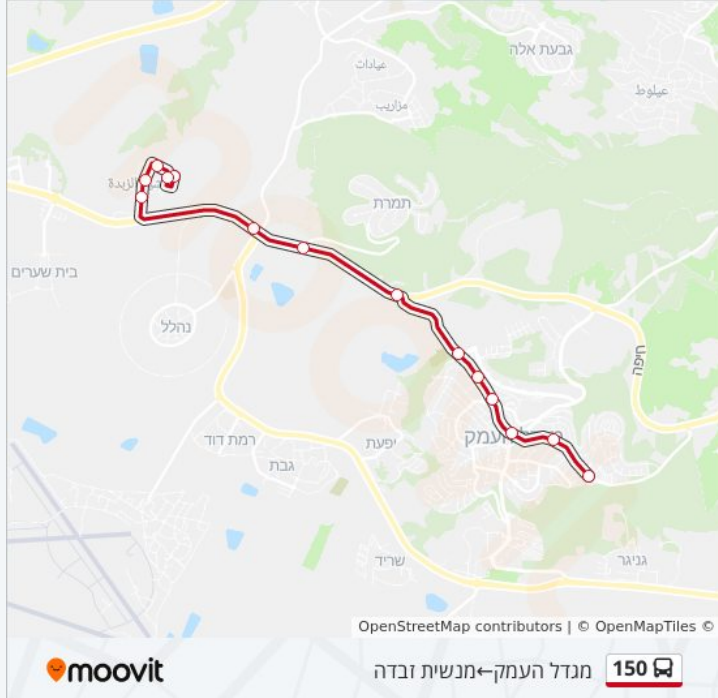 גבעת אלה
עיאדאת
מזאריב
עילוט
תמרת
בית שערים
נהלל
חיפה
רמת דוד
יפעת
גבת
שריד
גניגר
OpenStreetMap contributors | © OpenMapTiles ©
moovit
מגדל העמק←מנשית זבדה
150